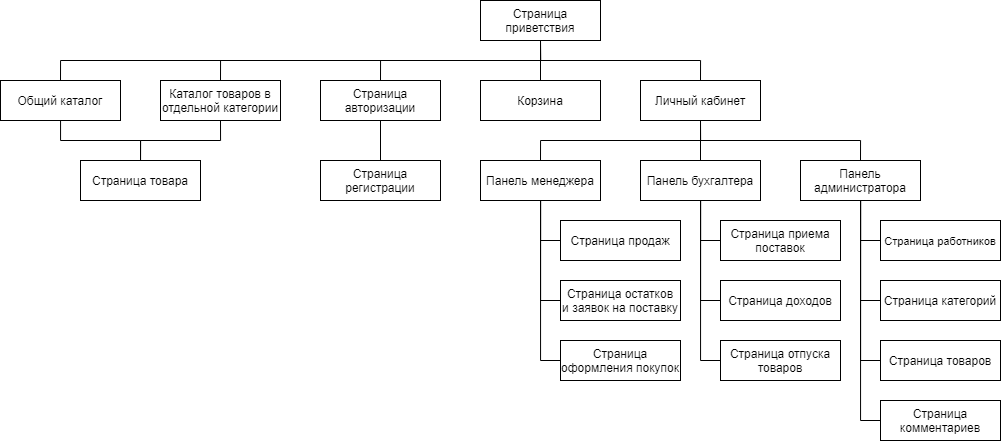 Страница
приветствия
Общий каталог
Каталог товаров в
отдельной категории
Страница
авторизации
Корзина
Личный кабинет
Страница товара
Страница
регистрации
Панель менеджера
Панель бухгалтера
Панель
администратора
Страница продаж
Страница приема
поставок
Страница работников
Страница остатков
и заявок на поставку
Страница доходов
Страница категорий
Страница
оформления покупок
Страница отпуска
товаров
Страница товаров
Страница
комментариев